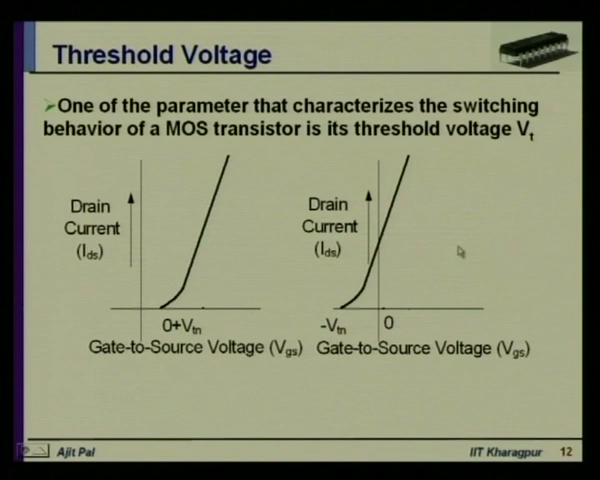 Threshold Voltage
➢One of the parameter that characterizes the switching
behavior of a MOS transistor is its threshold voltage Vt
Drain
Current
(Ids)
0+Vtn
Gate-to-Source Voltage (Vgs)
Drain
Current
(Ids)
-Vtn 0
Gate-to-Source Voltage (Vgs)
Ajit Pal IIT Kharagpur 12